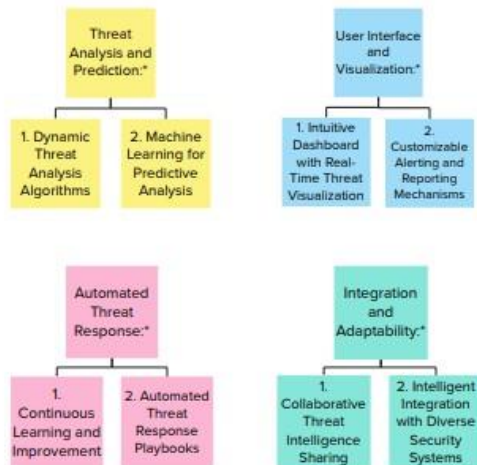 Threat
Analysis and
Prediction:*
1. Dynamic
Threat
Analysis
Algorithms
2. Machine
Learning for
Predictive
Analysis
User Interface
and
Visualization:*
1. Intuitive
Dashboard
with Real-
Time Threat
Visualization
2.
Customizable
Alerting and
Reporting
Mechanisms
Automated
Threat
Response:*
1.
Continuous
Learning and
Improvement
2. Automated
Threat
Response
Playbooks
Integration
and
Adaptability:*
1.
Collaborative
Threat
Intelligence
Sharing
2. Intelligent
Integration
with Diverse
Security
Systems